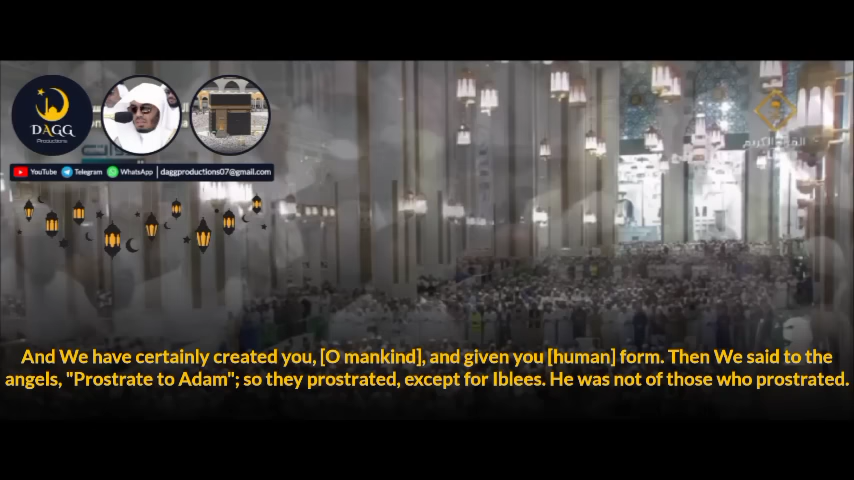 DAGG
Productions
YouTube Telegram WhatsApp | daggproductions07@gmail.com
And We have certainly created you, [O mankind], and given you [human] form. Then We said to the
angels, "Prostrate to Adam"; so they prostrated, except for Iblees. He was not of those who prostrated.